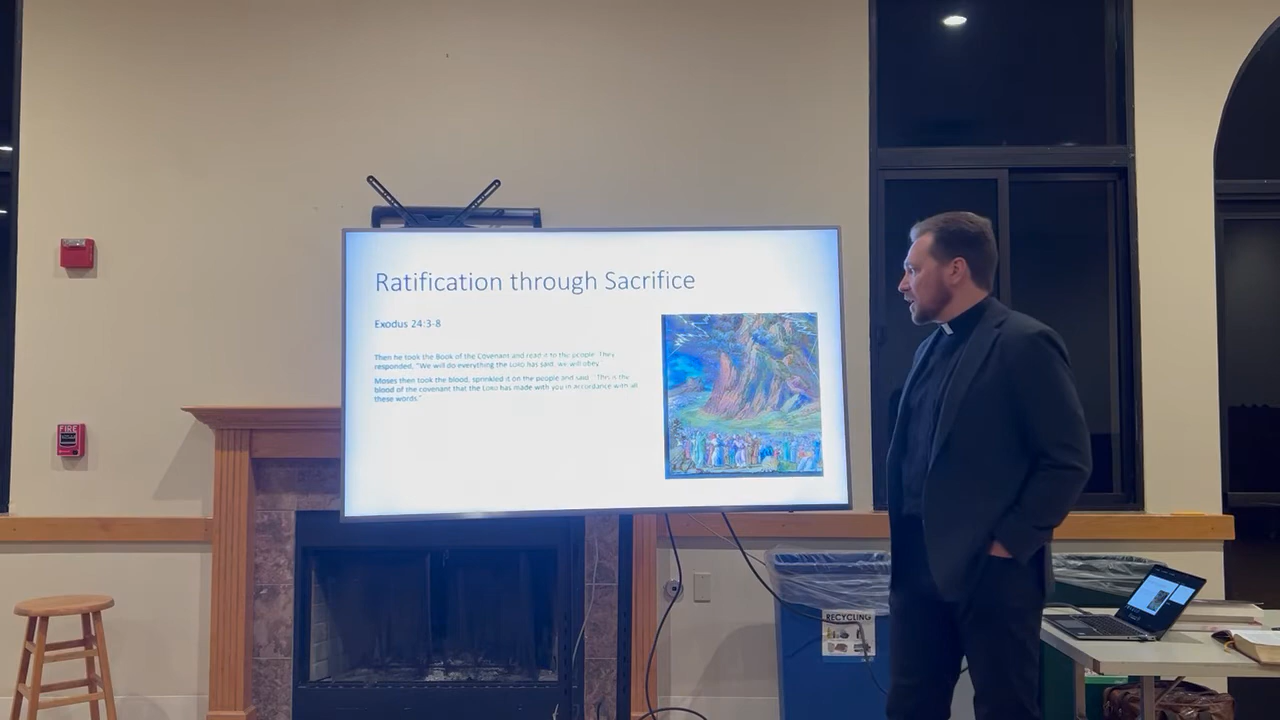 Ratification through Sacrifice
Exodus 24:3-8
Then he took the Book of the Covenant and read it to the people. They
responded, "We will do everything the LORD has said; we will obey.
Moses then took the blood, sprinkled it on the people and said, "This is the
blood of the covenant that the LORD has made with you in accordance with all
these words."
FIRE
RECYCLING